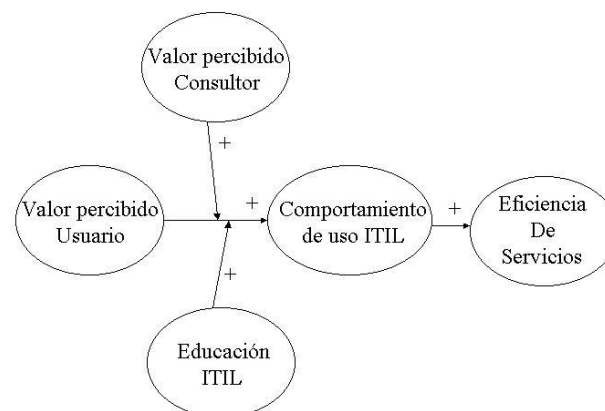 Valor percibido
Consultor
+
Valor percibido
Usuario
+
Comportamiento
de uso ITIL
+
Eficiencia
De
Servicios
+
Educación
ITIL